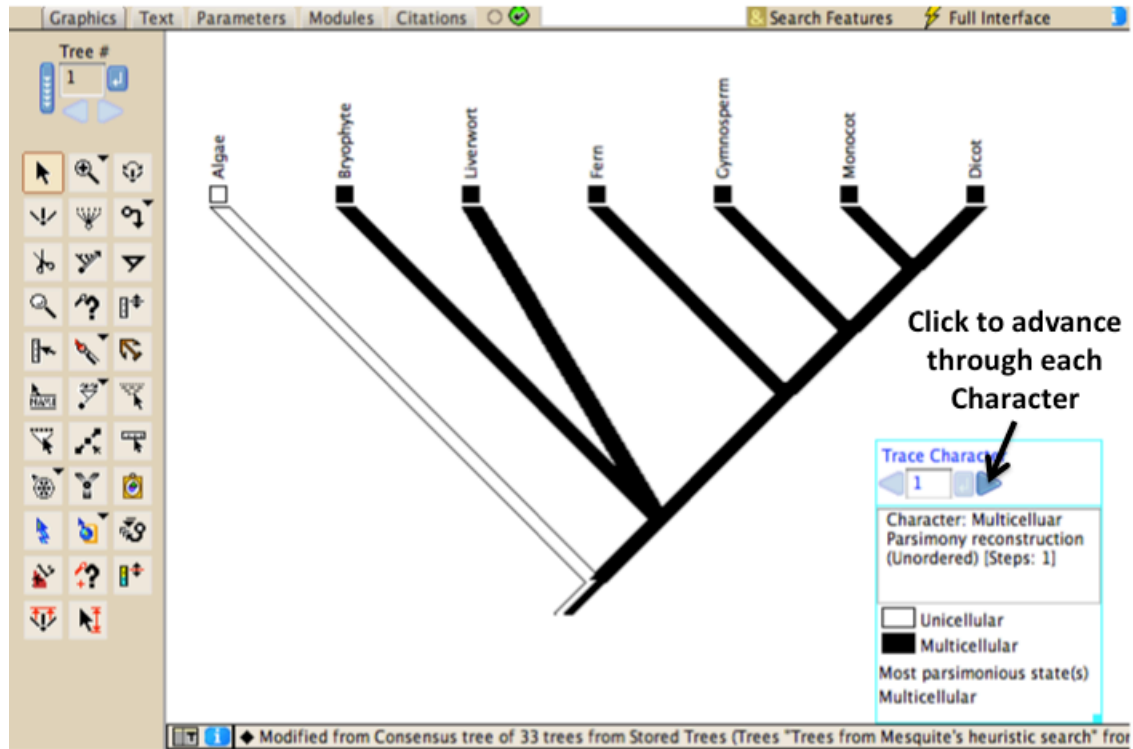 Graphics Text Parameters Modules Citations & Search Features Full Interface i
Tree #
1
Algae
Bryophyte
Liverwort
Fern
Gymnosperm
Monocot
Dicot
NAME
Click to advance
through each
Character
Trace Character
1
Character: Multicelluar
Parsimony reconstruction
(Unordered) [Steps: 1]
Unicellular
Multicellular
Most parsimonious state(s)
Multicellular
T i ◆ Modified from Consensus tree of 33 trees from Stored Trees (Trees "Trees from Mesquite's heuristic search" fro